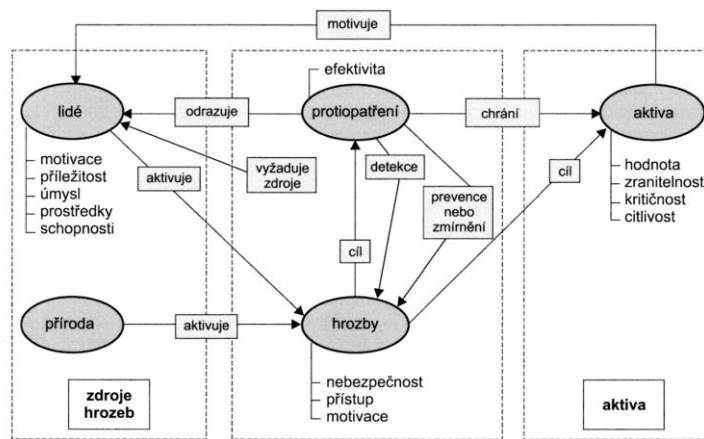 motivuje
efektivita
lidé
odrazuje
protiopatření
chrání
aktiva
motivace
příležitost
úmysl
prostředky
schopnosti
aktivuje
vyžaduje
zdroje
detekce
cíl
hodnota
zranitelnost
kritičnost
citlivost
prevence
nebo
zmírnění
cíl
příroda
aktivuje
hrozby
nebezpečnost
přístup
motivace
zdroje
hrozeb
aktiva